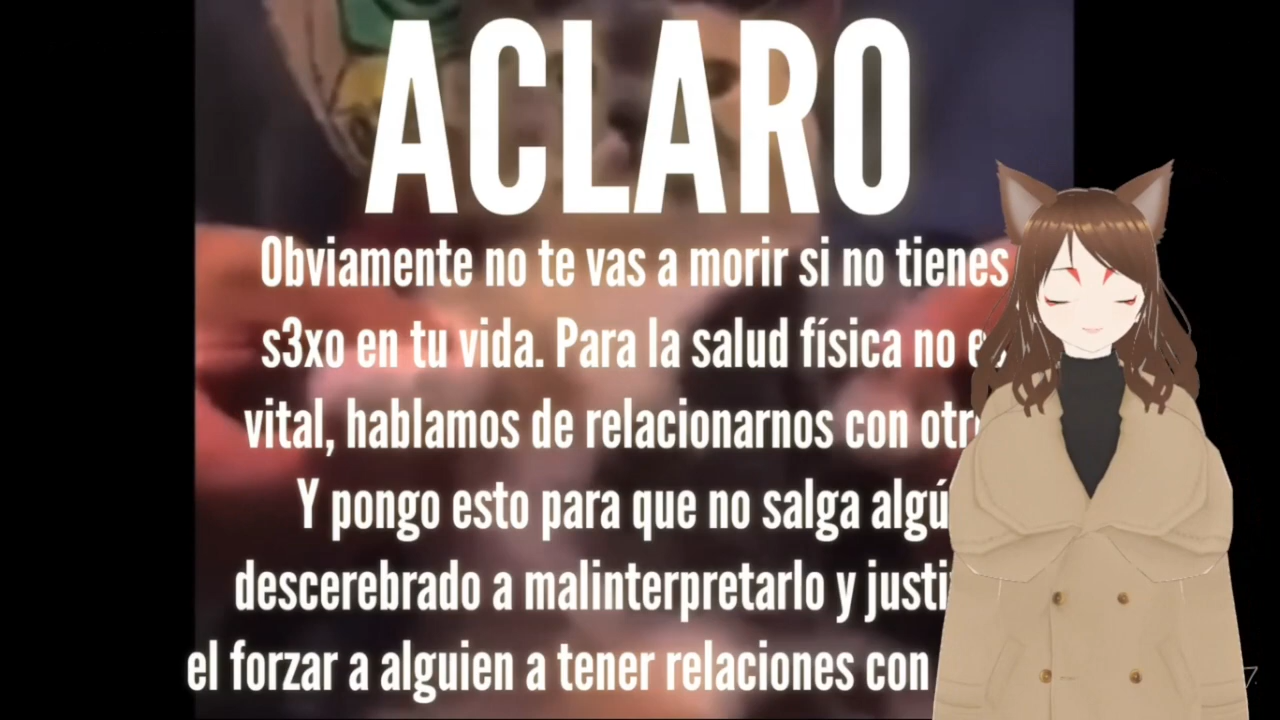 ACLARO
Obviamente no te vas a morir si no tienes
s3xo en tu vida. Para la salud física no
vital, hablamos de relacionarnos con
Y pongo esto para que no salga
descerebrado a malinterpretarlo y
el forzar a alguien a tener relaciones con